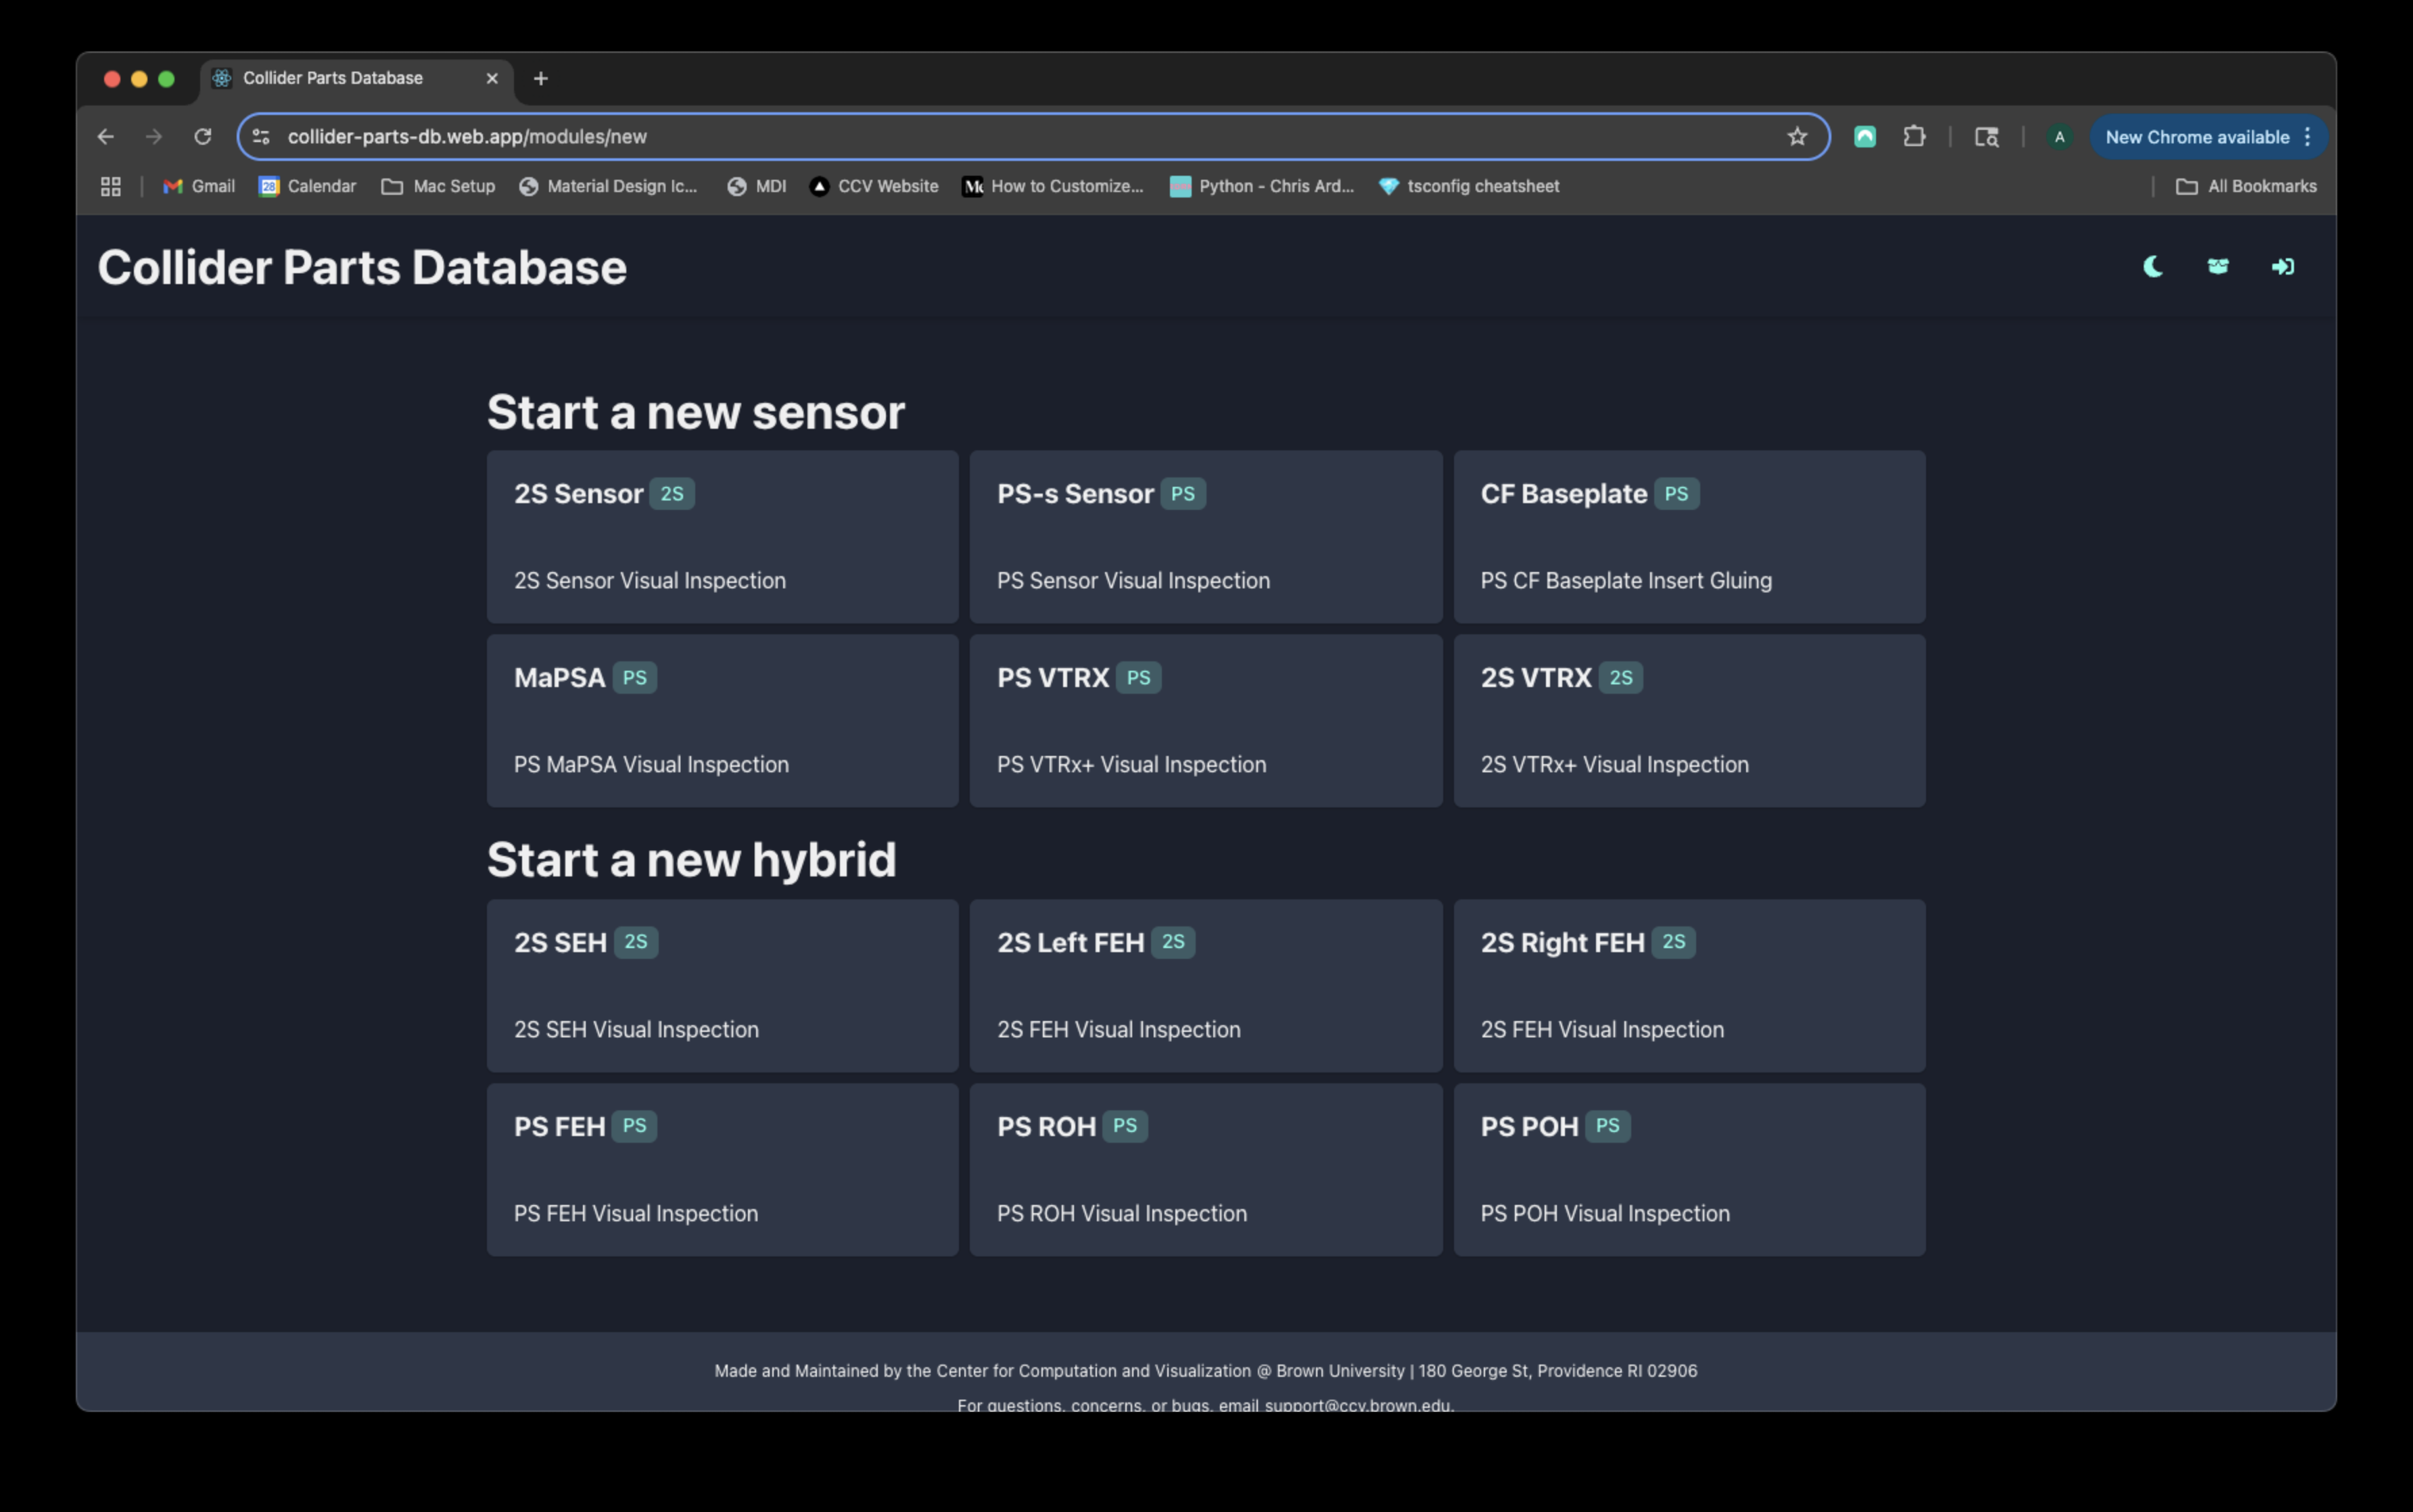 Collider Parts Database
collider-parts-db.web.app/modules/new
A
New Chrome available
Gmail
28 Calendar
Mac Setup
Material Design Ic...
MDI
CCV Website
How to Customize...
Python - Chris Ard...
tsconfig cheatsheet
All Bookmarks
Collider Parts Database
Start a new sensor
2S Sensor 2S
2S Sensor Visual Inspection
PS-s Sensor PS
PS Sensor Visual Inspection
CF Baseplate PS
PS CF Baseplate Insert Gluing
MaPSA PS
PS MaPSA Visual Inspection
PS VTRX PS
PS VTRx+ Visual Inspection
2S VTRX 2S
2S VTRx+ Visual Inspection
Start a new hybrid
2S SEH 2S
2S SEH Visual Inspection
2S Left FEH 2S
2S FEH Visual Inspection
2S Right FEH 2S
2S FEH Visual Inspection
PS FEH PS
PS FEH Visual Inspection
PS ROH PS
PS ROH Visual Inspection
PS POH PS
PS POH Visual Inspection
Made and Maintained by the Center for Computation and Visualization @ Brown University | 180 George St, Providence RI 02906
For questions, concerns, or bugs, email support@ccv.brown.edu.